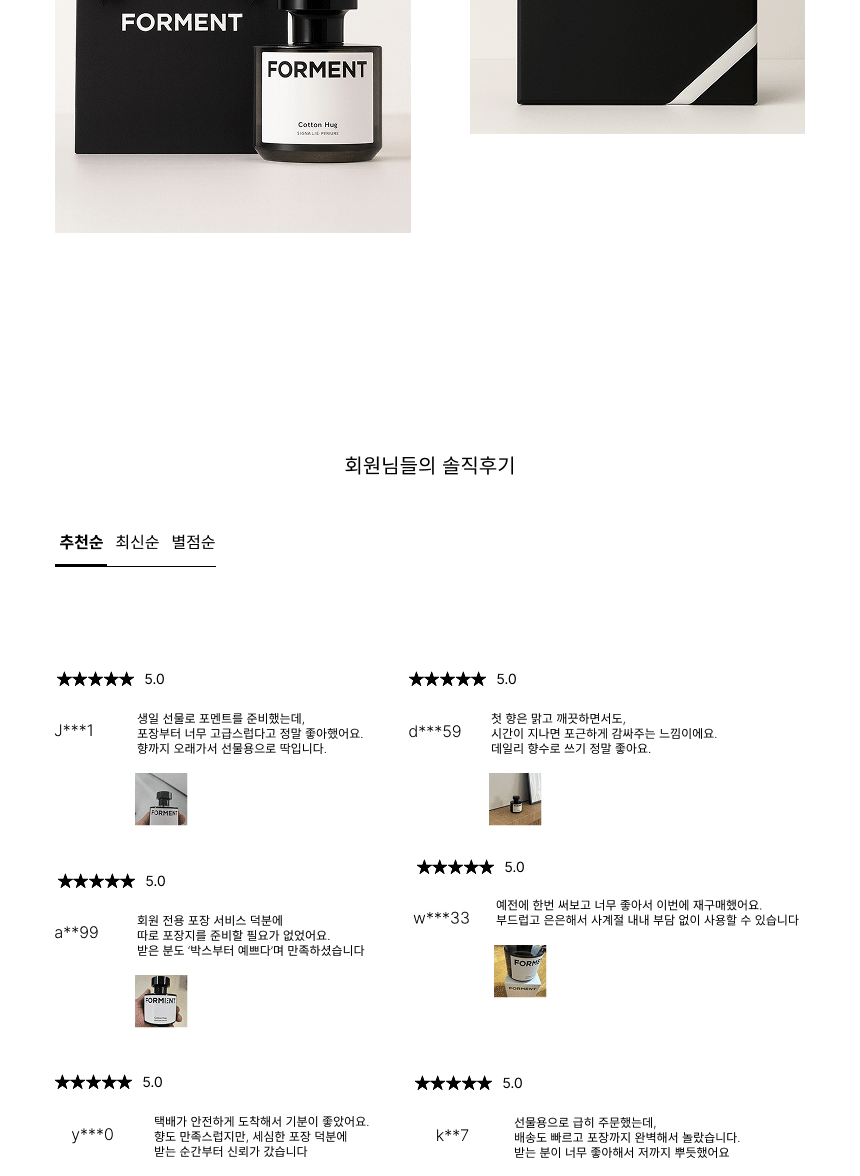 FORMENT
FORMENT
Cotton Hug
회원님들의 솔직후기
추천순 최신순 별점순
★★★★★ 5.0
J***1
생일 선물로 포멘트를 준비했는데,
포장부터 너무 고급스럽다고 정말 좋아했어요.
향까지 오래가서 선물용으로 딱입니다.
FORMENT
★★★★★ 5.0
d***59
첫 향은 맑고 깨끗하면서도,
시간이 지나면 포근하게 감싸주는 느낌이에요.
데일리 향수로 쓰기 정말 좋아요.
★★★★★ 5.0
a**99
회원 전용 포장 서비스 덕분에
따로 포장지를 준비할 필요가 없었어요.
받은 분도 ‘박스부터 예쁘다’며 만족하셨습니다
FORMENT
★★★★★ 5.0
w***33
예전에 한번 써보고 너무 좋아서 이번에 재구매했어요.
부드럽고 은은해서 사계절 내내 부담 없이 사용할 수 있습니다
FORME
FORMENT
★★★★★ 5.0
y***0
택배가 안전하게 도착해서 기분이 좋았어요.
향도 만족스럽지만, 세심한 포장 덕분에
받는 순간부터 신뢰가 갔습니다
★★★★★ 5.0
k**7
선물용으로 급히 주문했는데,
배송도 빠르고 포장까지 완벽해서 놀랐습니다.
받는 분이 너무 좋아해서 저까지 뿌듯했어요